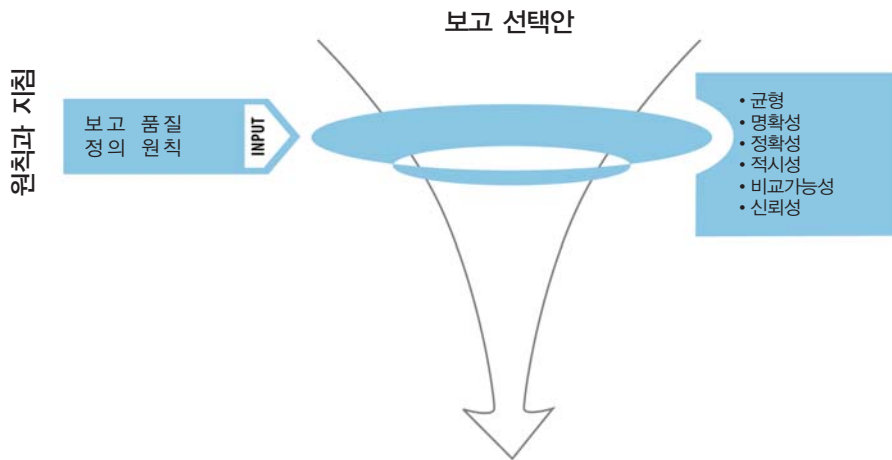 보고 선택안
원칙과 지침
보고 품질
정의 원칙
INPUT
• 균형
• 명확성
• 정확성
• 적시성
• 비교가능성
• 신뢰성